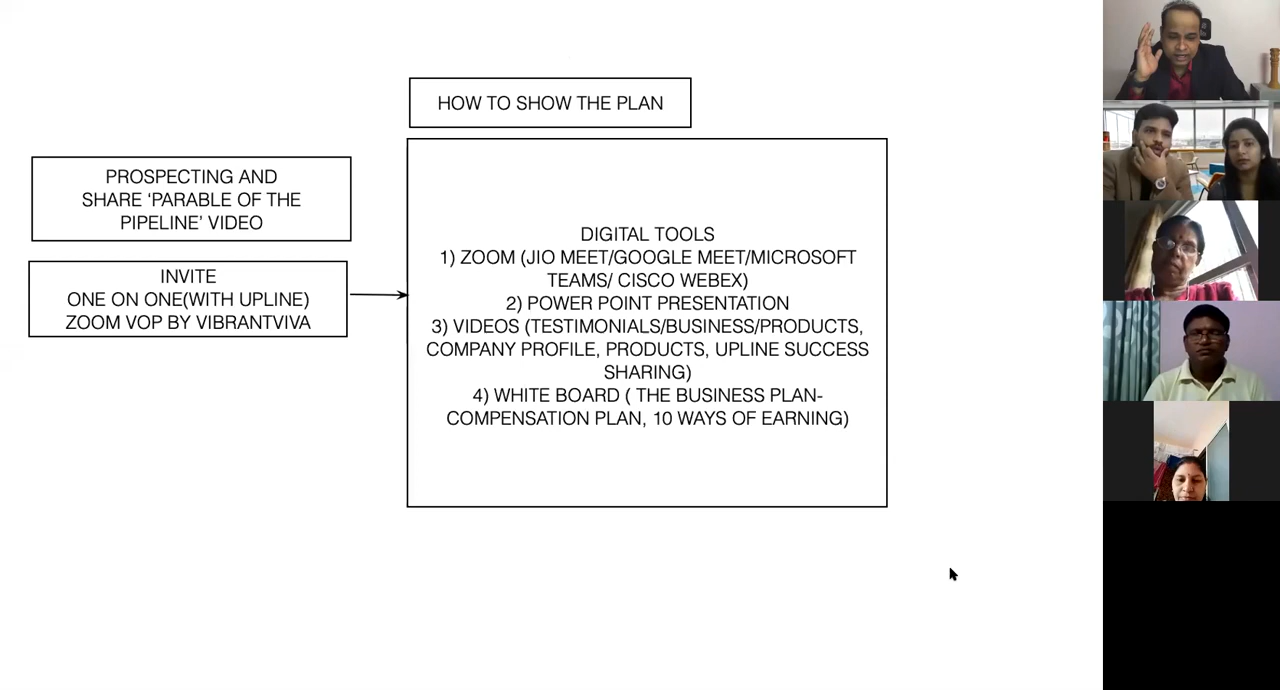 HOW TO SHOW THE PLAN
PROSPECTING AND
SHARE ‘PARABLE OF THE
PIPELINE’ VIDEO
INVITE
ONE ON ONE(WITH UPLINE)
ZOOM VOP BY VIBRANTVIVA
DIGITAL TOOLS
1) ZOOM (JIO MEET/GOOGLE MEET/MICROSOFT
TEAMS/ CISCO WEBEX)
2) POWER POINT PRESENTATION
3) VIDEOS (TESTIMONIALS/BUSINESS/PRODUCTS,
COMPANY PROFILE, PRODUCTS, UPLINE SUCCESS
SHARING)
4) WHITE BOARD ( THE BUSINESS PLAN-
COMPENSATION PLAN, 10 WAYS OF EARNING)